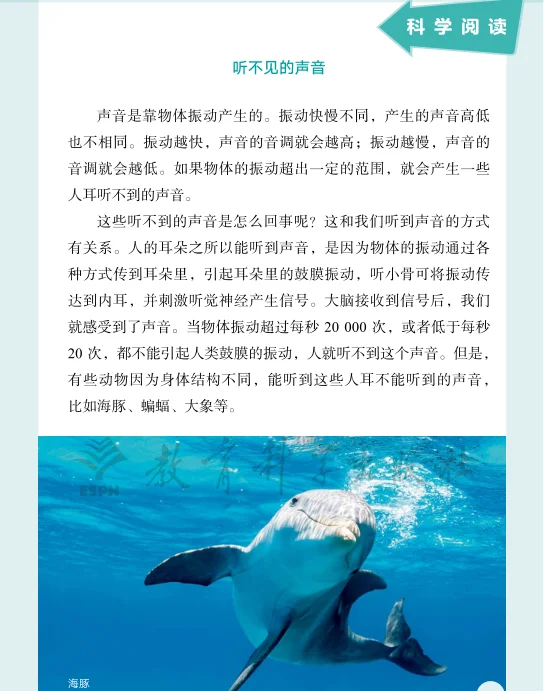 科学阅读
听不见的声音
声音是靠物体振动产生的。振动快慢不同，产生的声音高低
也不相同。振动越快，声音的音调就会越高；振动越慢，声音的
音调就会越低。如果物体的振动超出一定的范围，就会产生一些
人耳听不到的声音。
这些听不到的声音是怎么回事呢？这和我们听到声音的方式
有关系。人的耳朵之所以能听到声音，是因为物体的振动通过各
种方式传到耳朵里，引起耳朵里的鼓膜振动，听小骨可将振动传
达到内耳，并刺激听觉神经产生信号。大脑接收到信号后，我们
就感受到了声音。当物体振动超过每秒 20 000 次，或者低于每秒
20 次，都不能引起人类鼓膜的振动，人就听不到这个声音。但是，
有些动物因为身体结构不同，能听到这些人耳不能听到的声音，
比如海豚、蝙蝠、大象等。
教育科学出版社
ESPH
海豚